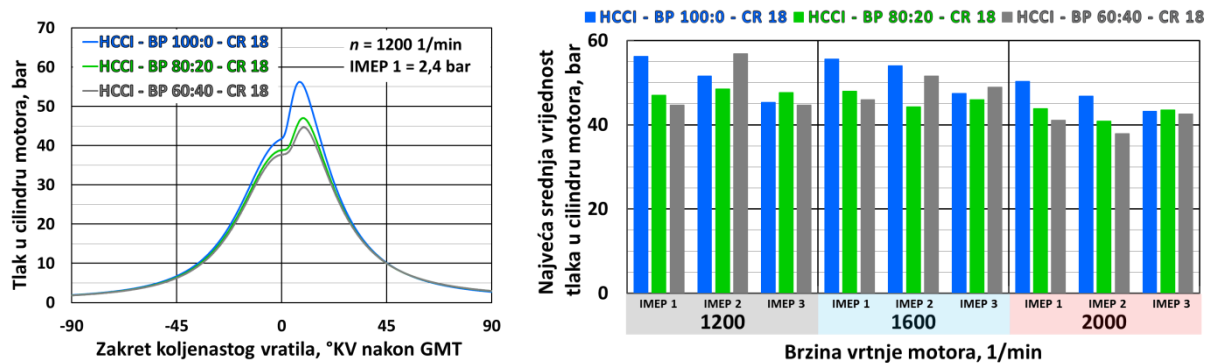 HCCI - BP 100:0 - CR 18
HCCI - BP 80:20 - CR 18
HCCI - BP 60:40 - CR 18
n = 1200 1/min
IMEP 1 = 2,4 bar
Tlak u cilindru motora, bar
70
60
50
40
30
20
10
0
-90 -45 0 45 90
Zakret koljenastog vratila, °KV nakon GMT
HCCI - BP 100:0 - CR 18 HCCI - BP 80:20 - CR 18 HCCI - BP 60:40 - CR 18
Najveća srednja vrijednost
tlaka u cilindru motora, bar
60
40
20
0
IMEP 1 IMEP 2 IMEP 3 IMEP 1 IMEP 2 IMEP 3 IMEP 1 IMEP 2 IMEP 3
1200 1600 2000
Brzina vrtnje motora, 1/min